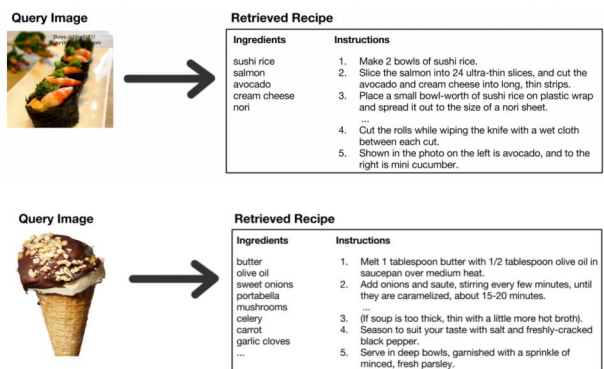 Query Image
Retrieved Recipe
Bon appetit!!
Ingredients
sushi rice
salmon
avocado
cream cheese
nori
Instructions
1. Make 2 bowls of sushi rice.
2. Slice the salmon into 24 ultra-thin slices, and cut the
avocado and cream cheese into long, thin strips.
3. Place a small bowl-worth of sushi rice on plastic wrap
and spread it out to the size of a nori sheet.
...
4. Cut the rolls while wiping the knife with a wet cloth
between each cut.
5. Shown in the photo on the left is avocado, and to the
right is mini cucumber.
Query Image
Retrieved Recipe
Ingredients
butter
olive oil
sweet onions
portabella
mushrooms
celery
carrot
garlic cloves
...
Instructions
1. Melt 1 tablespoon butter with 1/2 tablespoon olive oil in
saucepan over medium heat.
2. Add onions and saute, stirring every few minutes, until
they are caramelized, about 15-20 minutes.
...
3. (If soup is too thick, thin with a little more hot broth).
4. Season to suit your taste with salt and freshly-cracked
black pepper.
5. Serve in deep bowls, garnished with a sprinkle of
minced, fresh parsley.